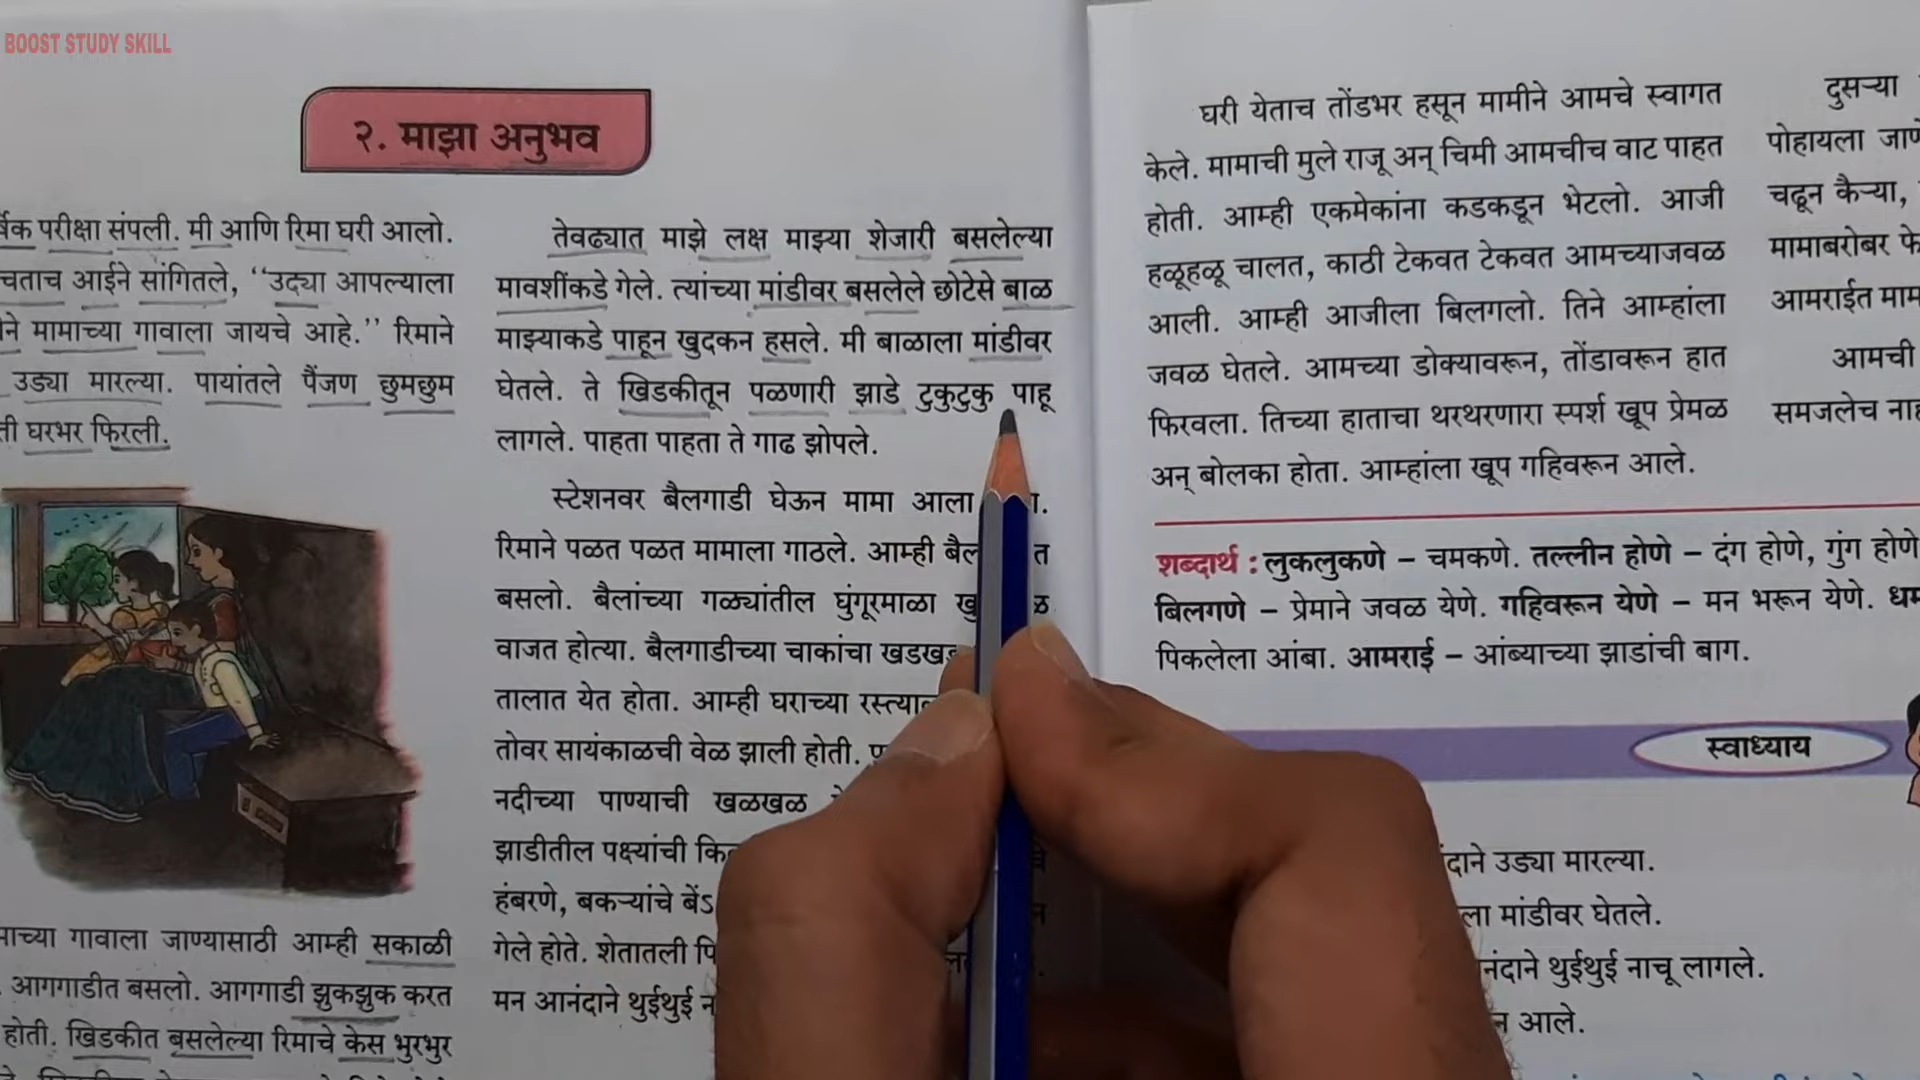 BOOST STUDY SKILL
२. माझा अनुभव
परीक्षा संपली. मी आणि रिमा घरी आलो.
आईने सांगितले, ‘‘उद्या आपल्याला
मामाच्या गावाला जायचे आहे.’’ रिमाने
उड्या मारल्या. पायांतले पैंजण छुमछुम
घरभर फिरली.
गावाला जाण्यासाठी आम्ही सकाळी
आगगाडीत बसलो. आगगाडी झुकझुक करत
होती. खिडकीत बसलेल्या रिमाचे केस भुरभुर
तेवढ्यात माझे लक्ष माझ्या शेजारी बसलेल्या
मावशींकडे गेले. त्यांच्या मांडीवर बसलेले छोटेसे बाळ
माझ्याकडे पाहून खुदकन हसले. मी बाळाला मांडीवर
घेतले. ते खिडकीतून पळणारी झाडे टुकुटुकु पाहू
लागले. पाहता पाहता ते गाढ झोपले.
स्टेशनवर बैलगाडी घेऊन मामा आला
रिमाने पळत पळत मामाला गाठले. आम्ही
बसलो. बैलांच्या गळ्यांतील घुंगूरमाळा
वाजत होत्या. बैलगाडीच्या चाकांचा
तालात येत होता. आम्ही घराच्या
तोवर सायंकाळची वेळ झाली होती.
नदीच्या पाण्याची खळखळ
झाडीतील पक्ष्यांची
हंबरणे, बकऱ्यांचे
गेले होते. शेतातली
मन आनंदाने थुईथुई
घरी येताच तोंडभर हसून मामीने आमचे स्वागत
केले. मामाची मुले राजू अन् चिमी आमचीच वाट पाहत
होती. आम्ही एकमेकांना कडकडून भेटलो. आजी
हळूहळू चालत, काठी टेकवत टेकवत आमच्याजवळ
आली. आम्ही आजीला बिलगलो. तिने आम्हांला
जवळ घेतले. आमच्या डोक्यावरून, तोंडावरून हात
फिरवला. तिच्या हाताचा थरथरणारा स्पर्श खूप प्रेमळ
अन् बोलका होता. आम्हांला खूप गहिवरून आले.
दुसऱ्या
पोहायला
चढून कैऱ्या,
मामाबरोबर
आमराईत
आमची
समजलेच
शब्दार्थ : लुकलुकणे – चमकणे. तल्लीन होणे – दंग होणे, गुंग होणे
बिलगणे – प्रेमाने जवळ येणे. गहिवरून येणे – मन भरून येणे.
पिकलेला आंबा. आमराई – आंब्याच्या झाडांची बाग.
स्वाध्याय
उड्या मारल्या.
मांडीवर घेतले.
थुईथुई नाचू लागले.
आले.